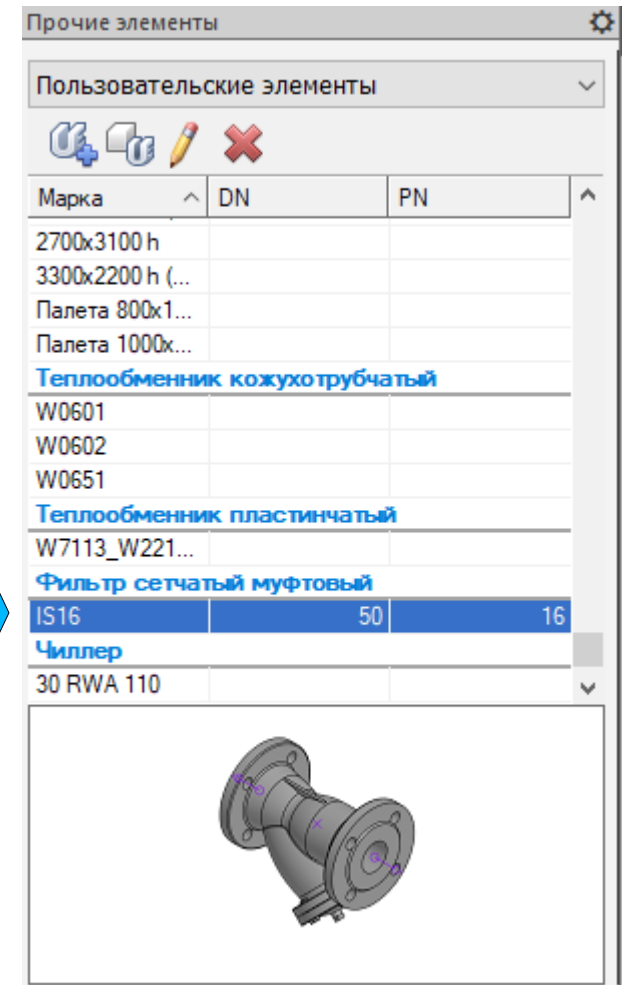 Прочие элементы
Пользовательские элементы
Марка DN PN
2700x3100 h
3300x2200 h (...
Палета 800x1...
Палета 1000x...
Теплообменник кожухотрубчатый
W0601
W0602
W0651
Теплообменник пластинчатый
W7113_W221...
Фильтр сетчатый муфтовый
IS16 50 16
Чиллер
30 RWA 110